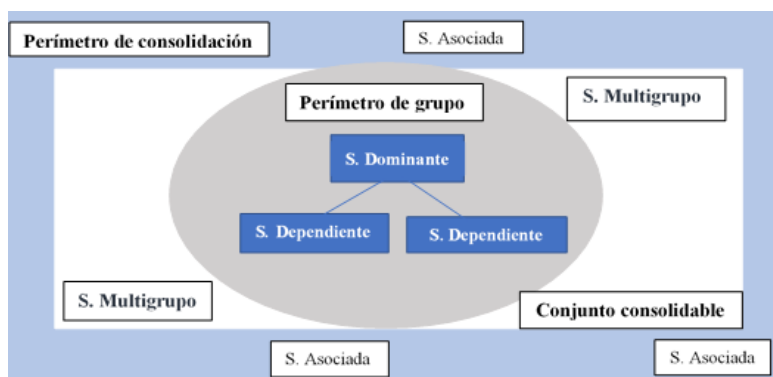 Perímetro de consolidación
S. Asociada
Perímetro de grupo
S. Multigrupo
S. Dominante
S. Dependiente
S. Dependiente
S. Multigrupo
Conjunto consolidable
S. Asociada
S. Asociada